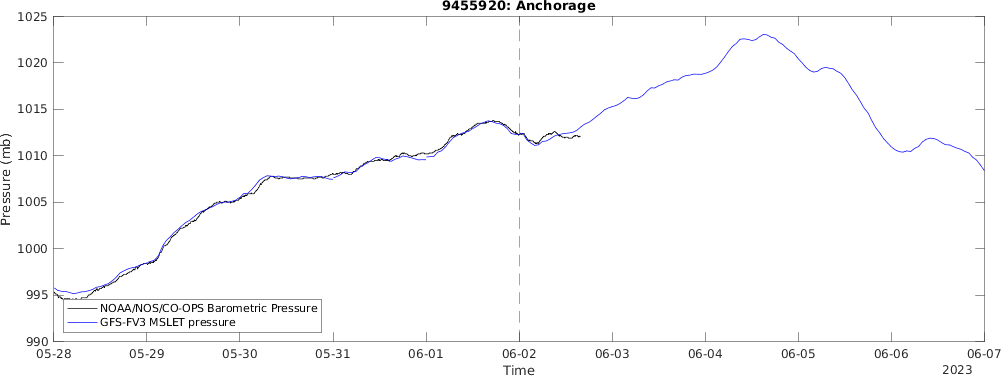 9455920: Anchorage
1025
1020
1015
1010
1005
1000
995
990
Pressure (mb)
NOAA/NOS/CO-OPS Barometric Pressure
GFS-FV3 MSLET pressure
05-28 05-29 05-30 05-31 06-01 06-02 06-03 06-04 06-05 06-06 06-07
Time
2023